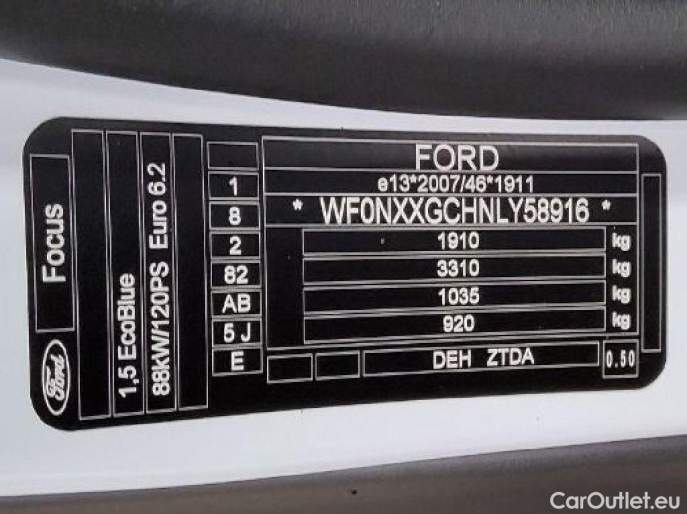 FORD
e13*2007/46*1911
* WF0NXXGCHNLY58916 *
1910 kg
3310 kg
1035 kg
920 kg
DEH ZTDA
0.50
1
8
2
82
AB
5 J
E
Focus
Ford
1,5 EcoBlue
88kW/120PS Euro 6.2
CarOutlet.eu